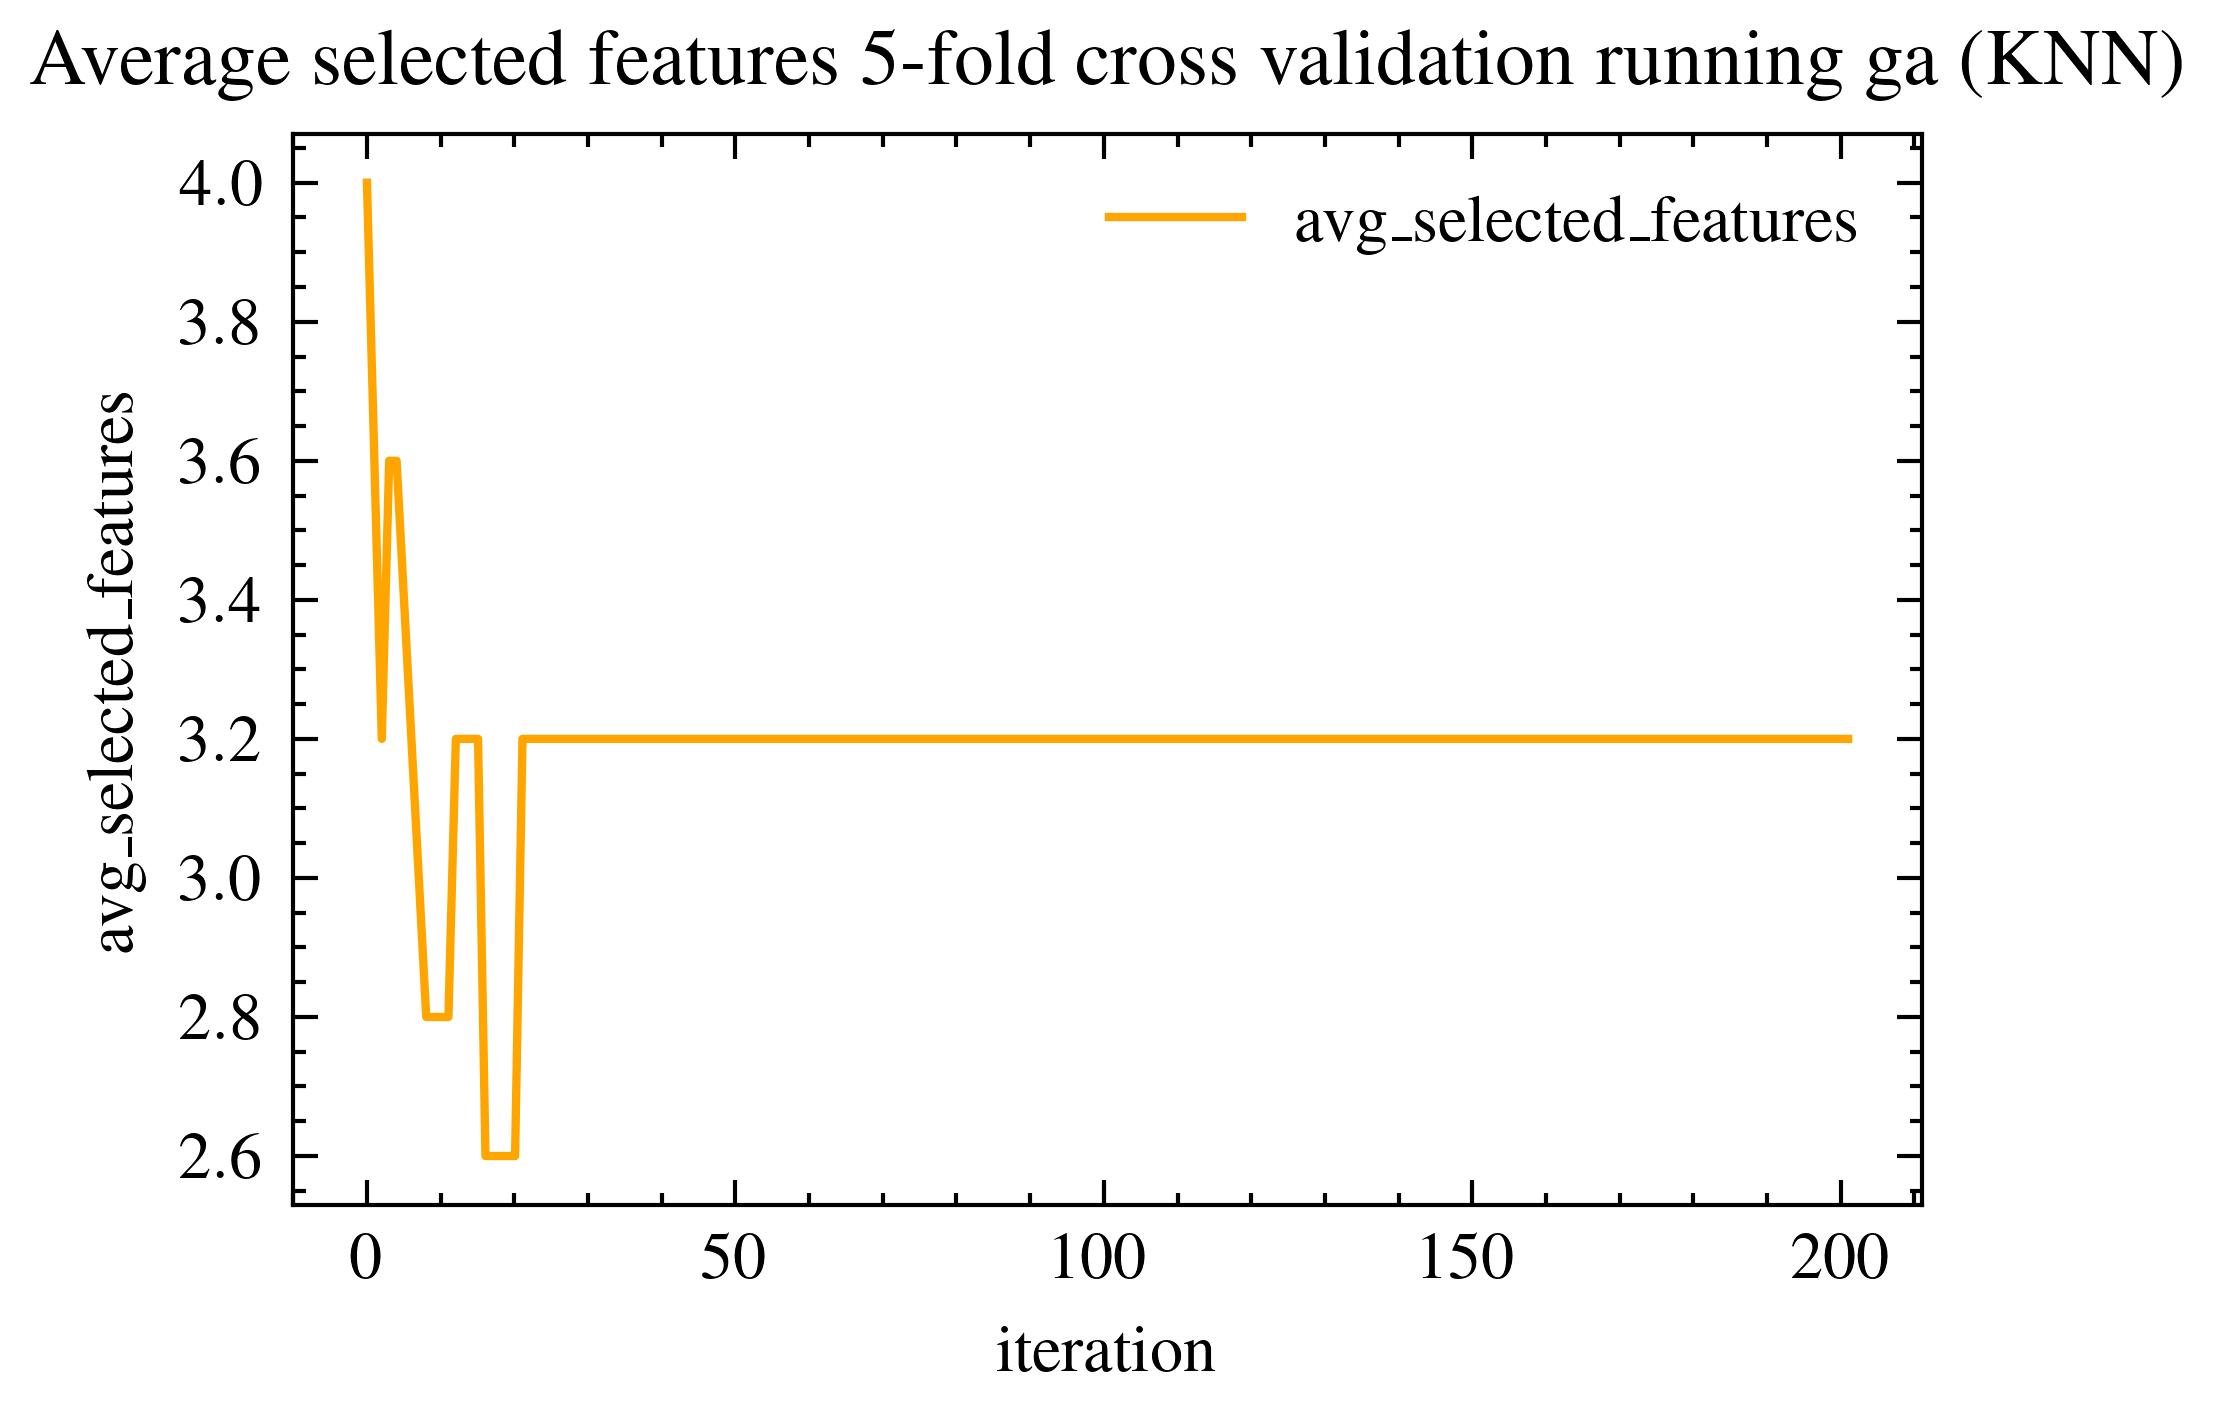 Average selected features 5-fold cross validation running ga (KNN)
avg_selected_features
4.0
3.8
3.6
3.4
3.2
3.0
2.8
2.6
avg_selected_features
0 50 100 150 200
iteration